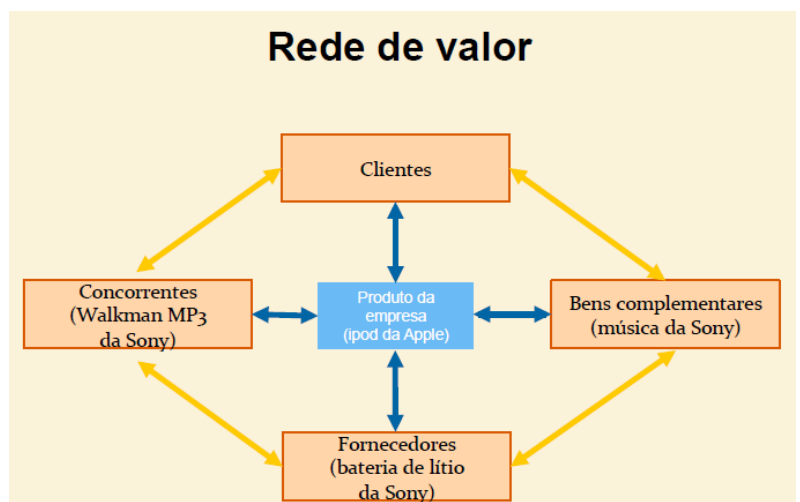 Rede de valor
Clientes
Concorrentes
(Walkman MP3
da Sony)
Produto da
empresa
(ipod da Apple)
Bens complementares
(música da Sony)
Fornecedores
(bateria de lítio
da Sony)